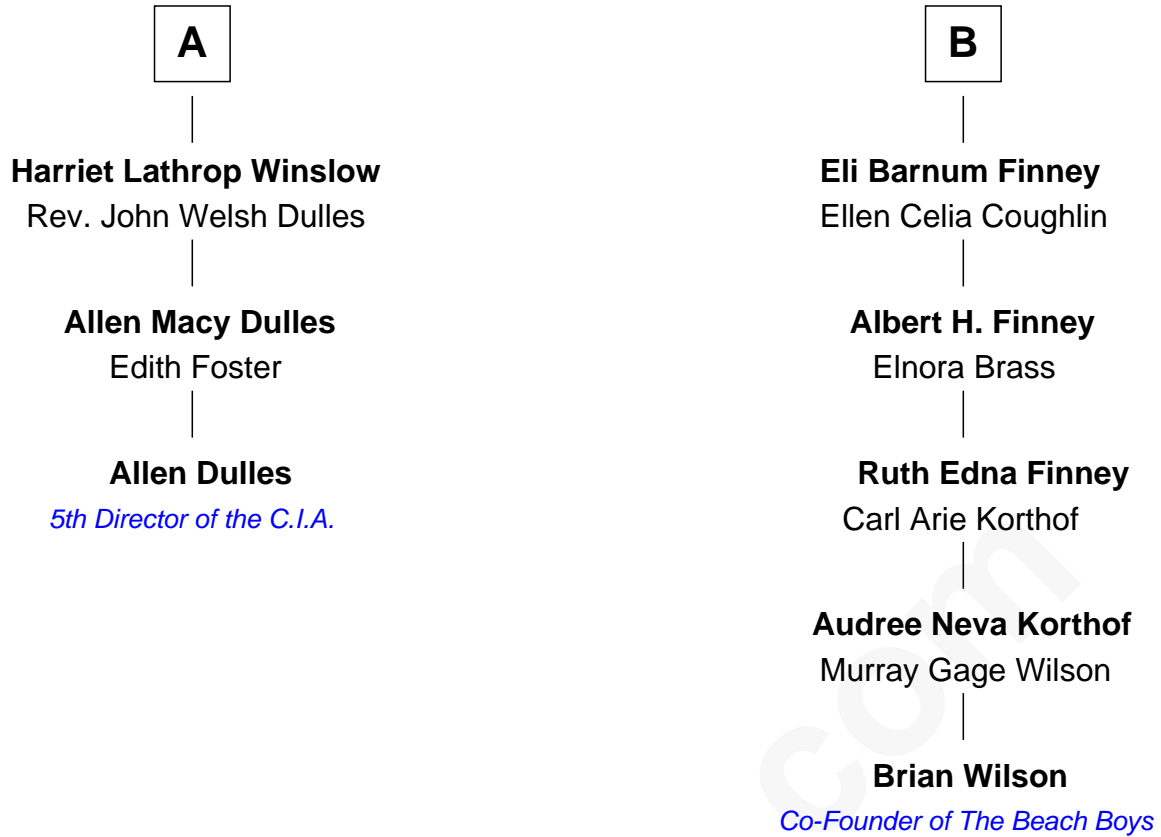 A
Harriet Lathrop Winslow
Rev. John Welsh Dulles
Allen Macy Dulles
Edith Foster
Allen Dulles
5th Director of the C.I.A.
B
Eli Barnum Finney
Ellen Celia Coughlin
Albert H. Finney
Elnora Brass
Ruth Edna Finney
Carl Arie Korthof
Audree Neva Korthof
Murray Gage Wilson
Brian Wilson
Co-Founder of The Beach Boys
com